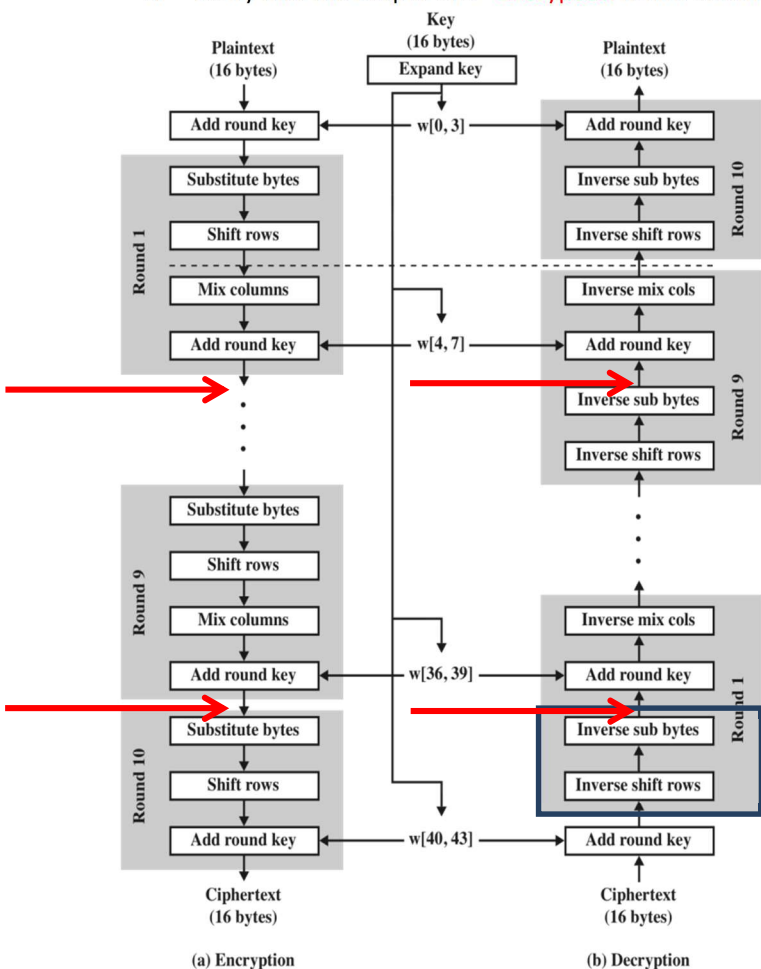 Key
(16 bytes)
Expand key
Plaintext
(16 bytes)
Add round key
Round 1
Substitute bytes
Shift rows
Mix columns
Add round key
Round 9
Substitute bytes
Shift rows
Mix columns
Add round key
Round 10
Substitute bytes
Shift rows
Add round key
Ciphertext
(16 bytes)
(a) Encryption
w[0, 3]
w[4, 7]
w[36, 39]
w[40, 43]
Plaintext
(16 bytes)
Add round key
Inverse sub bytes
Inverse shift rows
Round 10
Inverse mix cols
Add round key
Inverse sub bytes
Inverse shift rows
Round 9
Inverse mix cols
Add round key
Inverse sub bytes
Inverse shift rows
Round 1
Add round key
Ciphertext
(16 bytes)
(b) Decryption